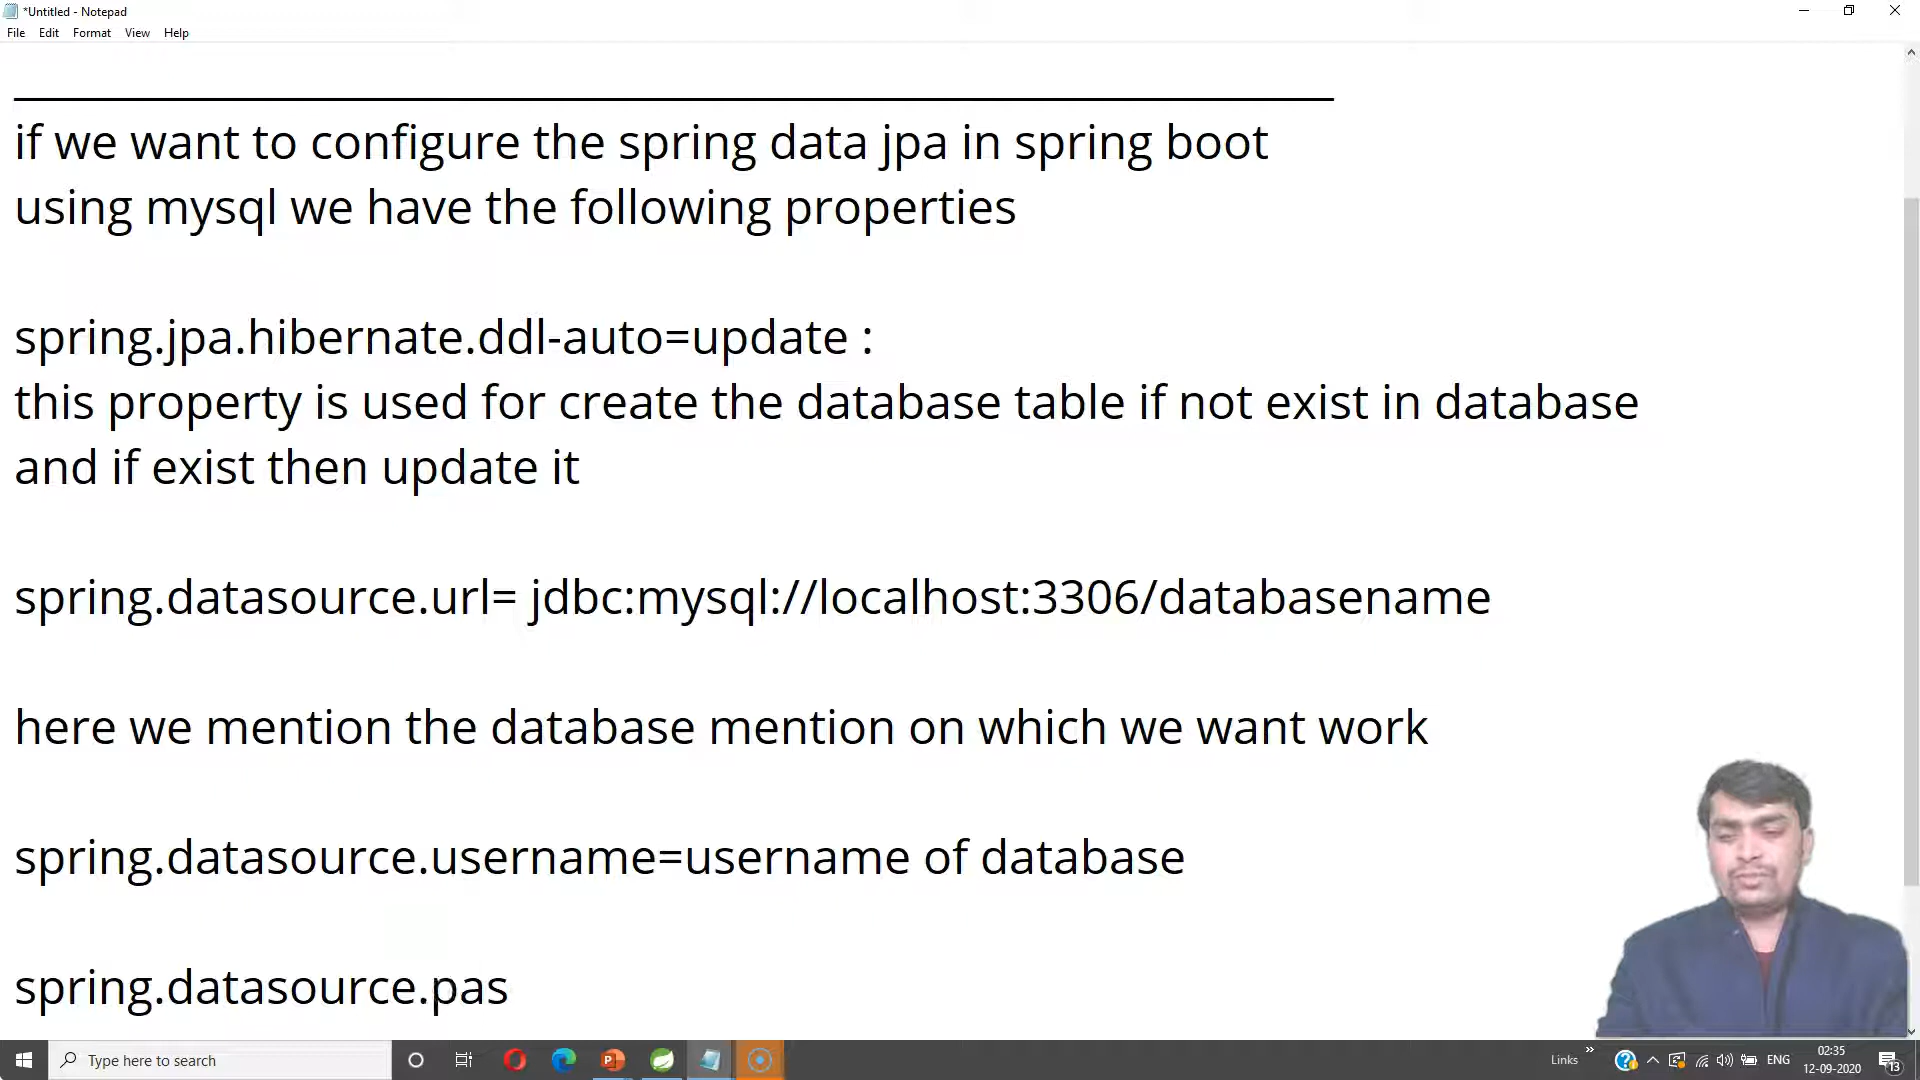 *Untitled - Notepad
File Edit Format View Help
if we want to configure the spring data jpa in spring boot
using mysql we have the following properties
spring.jpa.hibernate.ddl-auto=update :
this property is used for create the database table if not exist in database
and if exist then update it
spring.datasource.url= jdbc:mysql://localhost:3306/databasename
here we mention the database mention on which we want work
spring.datasource.username=username of database
spring.datasource.pas
Type here to search
Links
ENG
02:35
12-09-2020
13